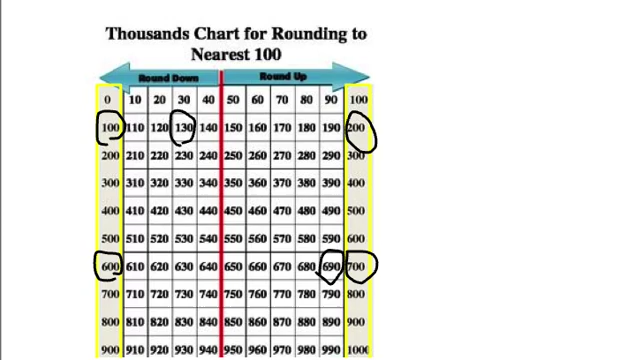 Thousands Chart for Rounding to
Nearest 100
Round Down Round Up
0 10 20 30 40 50 60 70 80 90 100
100 110 120 130 140 150 160 170 180 190 200
200 210 220 230 240 250 260 270 280 290 300
300 310 320 330 340 350 360 370 380 390 400
400 410 420 430 440 450 460 470 480 490 500
500 510 520 530 540 550 560 570 580 590 600
600 610 620 630 640 650 660 670 680 690 700
700 710 720 730 740 750 760 770 780 790 800
800 810 820 830 840 850 860 870 880 890 900
900 910 920 930 940 950 960 970 980 990 1000